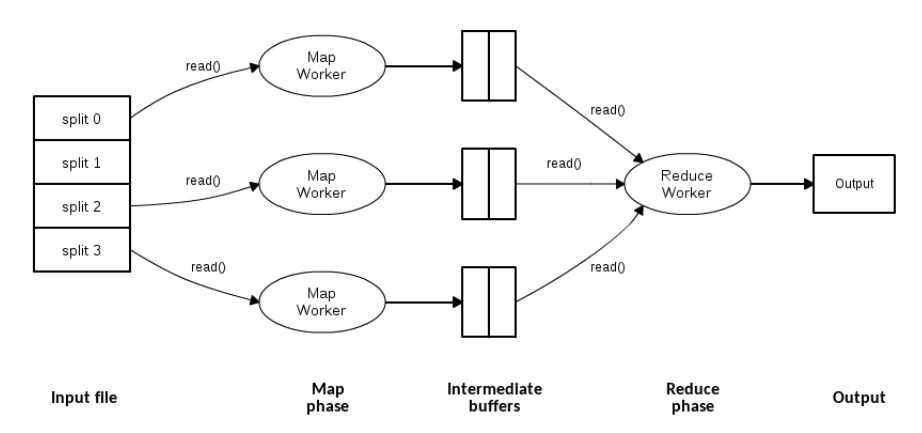 split 0
split 1
split 2
split 3
read()
read()
read()
Map
Worker
Map
Worker
Map
Worker
read()
read()
read()
Reduce
Worker
Output
Input file
Map
phase
Intermediate
buffers
Reduce
phase
Output